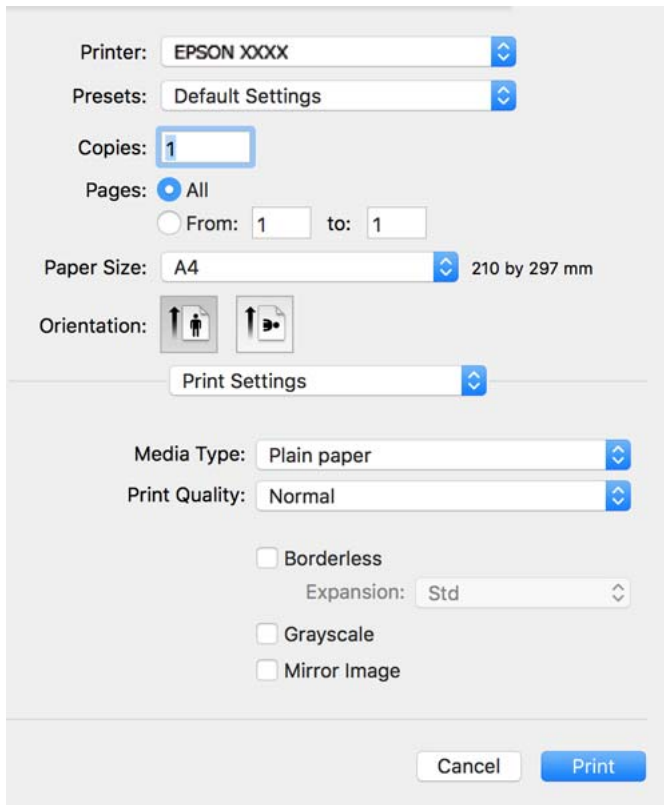 Printer: EPSON XXXX
Presets: Default Settings
Copies: 1
Pages: All
From: 1 to: 1
Paper Size: A4 210 by 297 mm
Orientation:
Print Settings
Media Type: Plain paper
Print Quality: Normal
Borderless
Expansion: Std
Grayscale
Mirror Image
Cancel Print